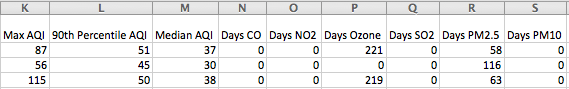 K L M N O P Q R S
Max AQI 90th Percentile AQI Median AQI Days CO Days NO2 Days Ozone Days SO2 Days PM2.5 Days PM10
87 51 37 0 0 221 0 58 0
56 45 30 0 0 0 0 116 0
115 50 38 0 0 219 0 63 0